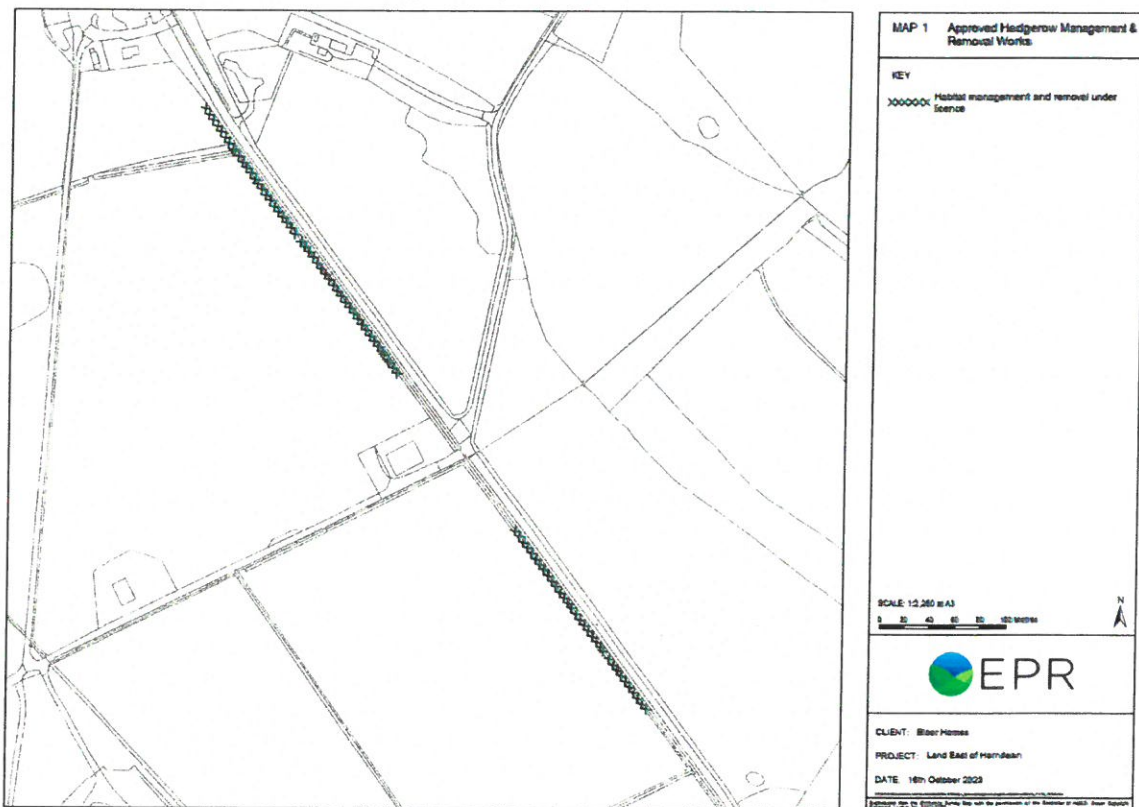 MAP 1 Approved Hedgerow Management &
Removal Works
KEY
Habitat management and removal under
licence
SCALE: 1:2,250 at A3
0 20 40 60 80 100 Metres
N
EPR
CLIENT:
Homes
PROJECT: Land East of Horndean
DATE: 16th October 2023